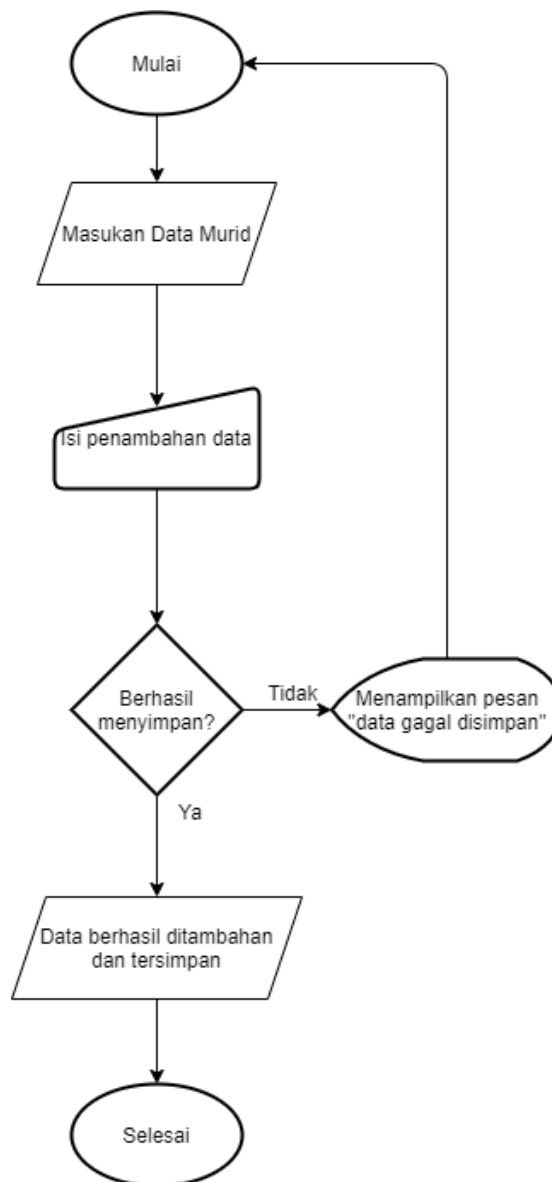 Mulai
Masukan Data Murid
Isi penambahan data
Berhasil
menyimpan?
Tidak
Menampilkan pesan
"data gagal disimpan"
Ya
Data berhasil ditambahan
dan tersimpan
Selesai